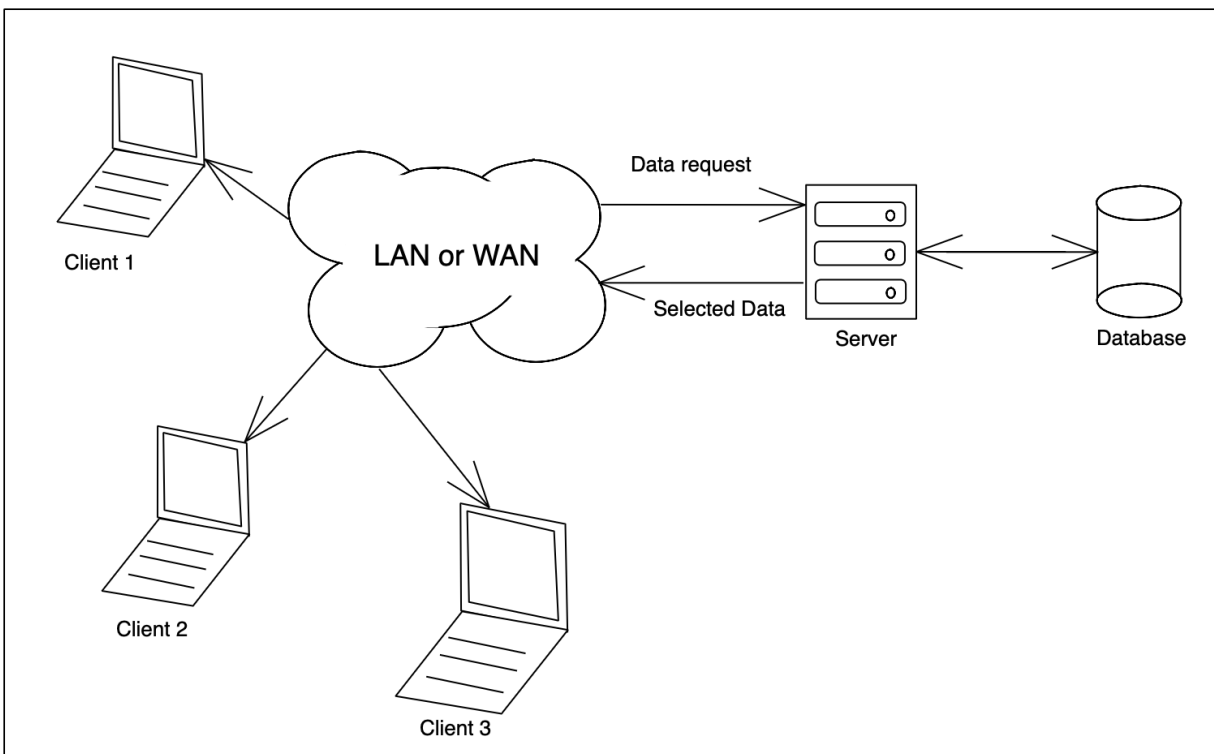 Client 1
LAN or WAN
Data request
Selected Data
Server
Database
Client 2
Client 3